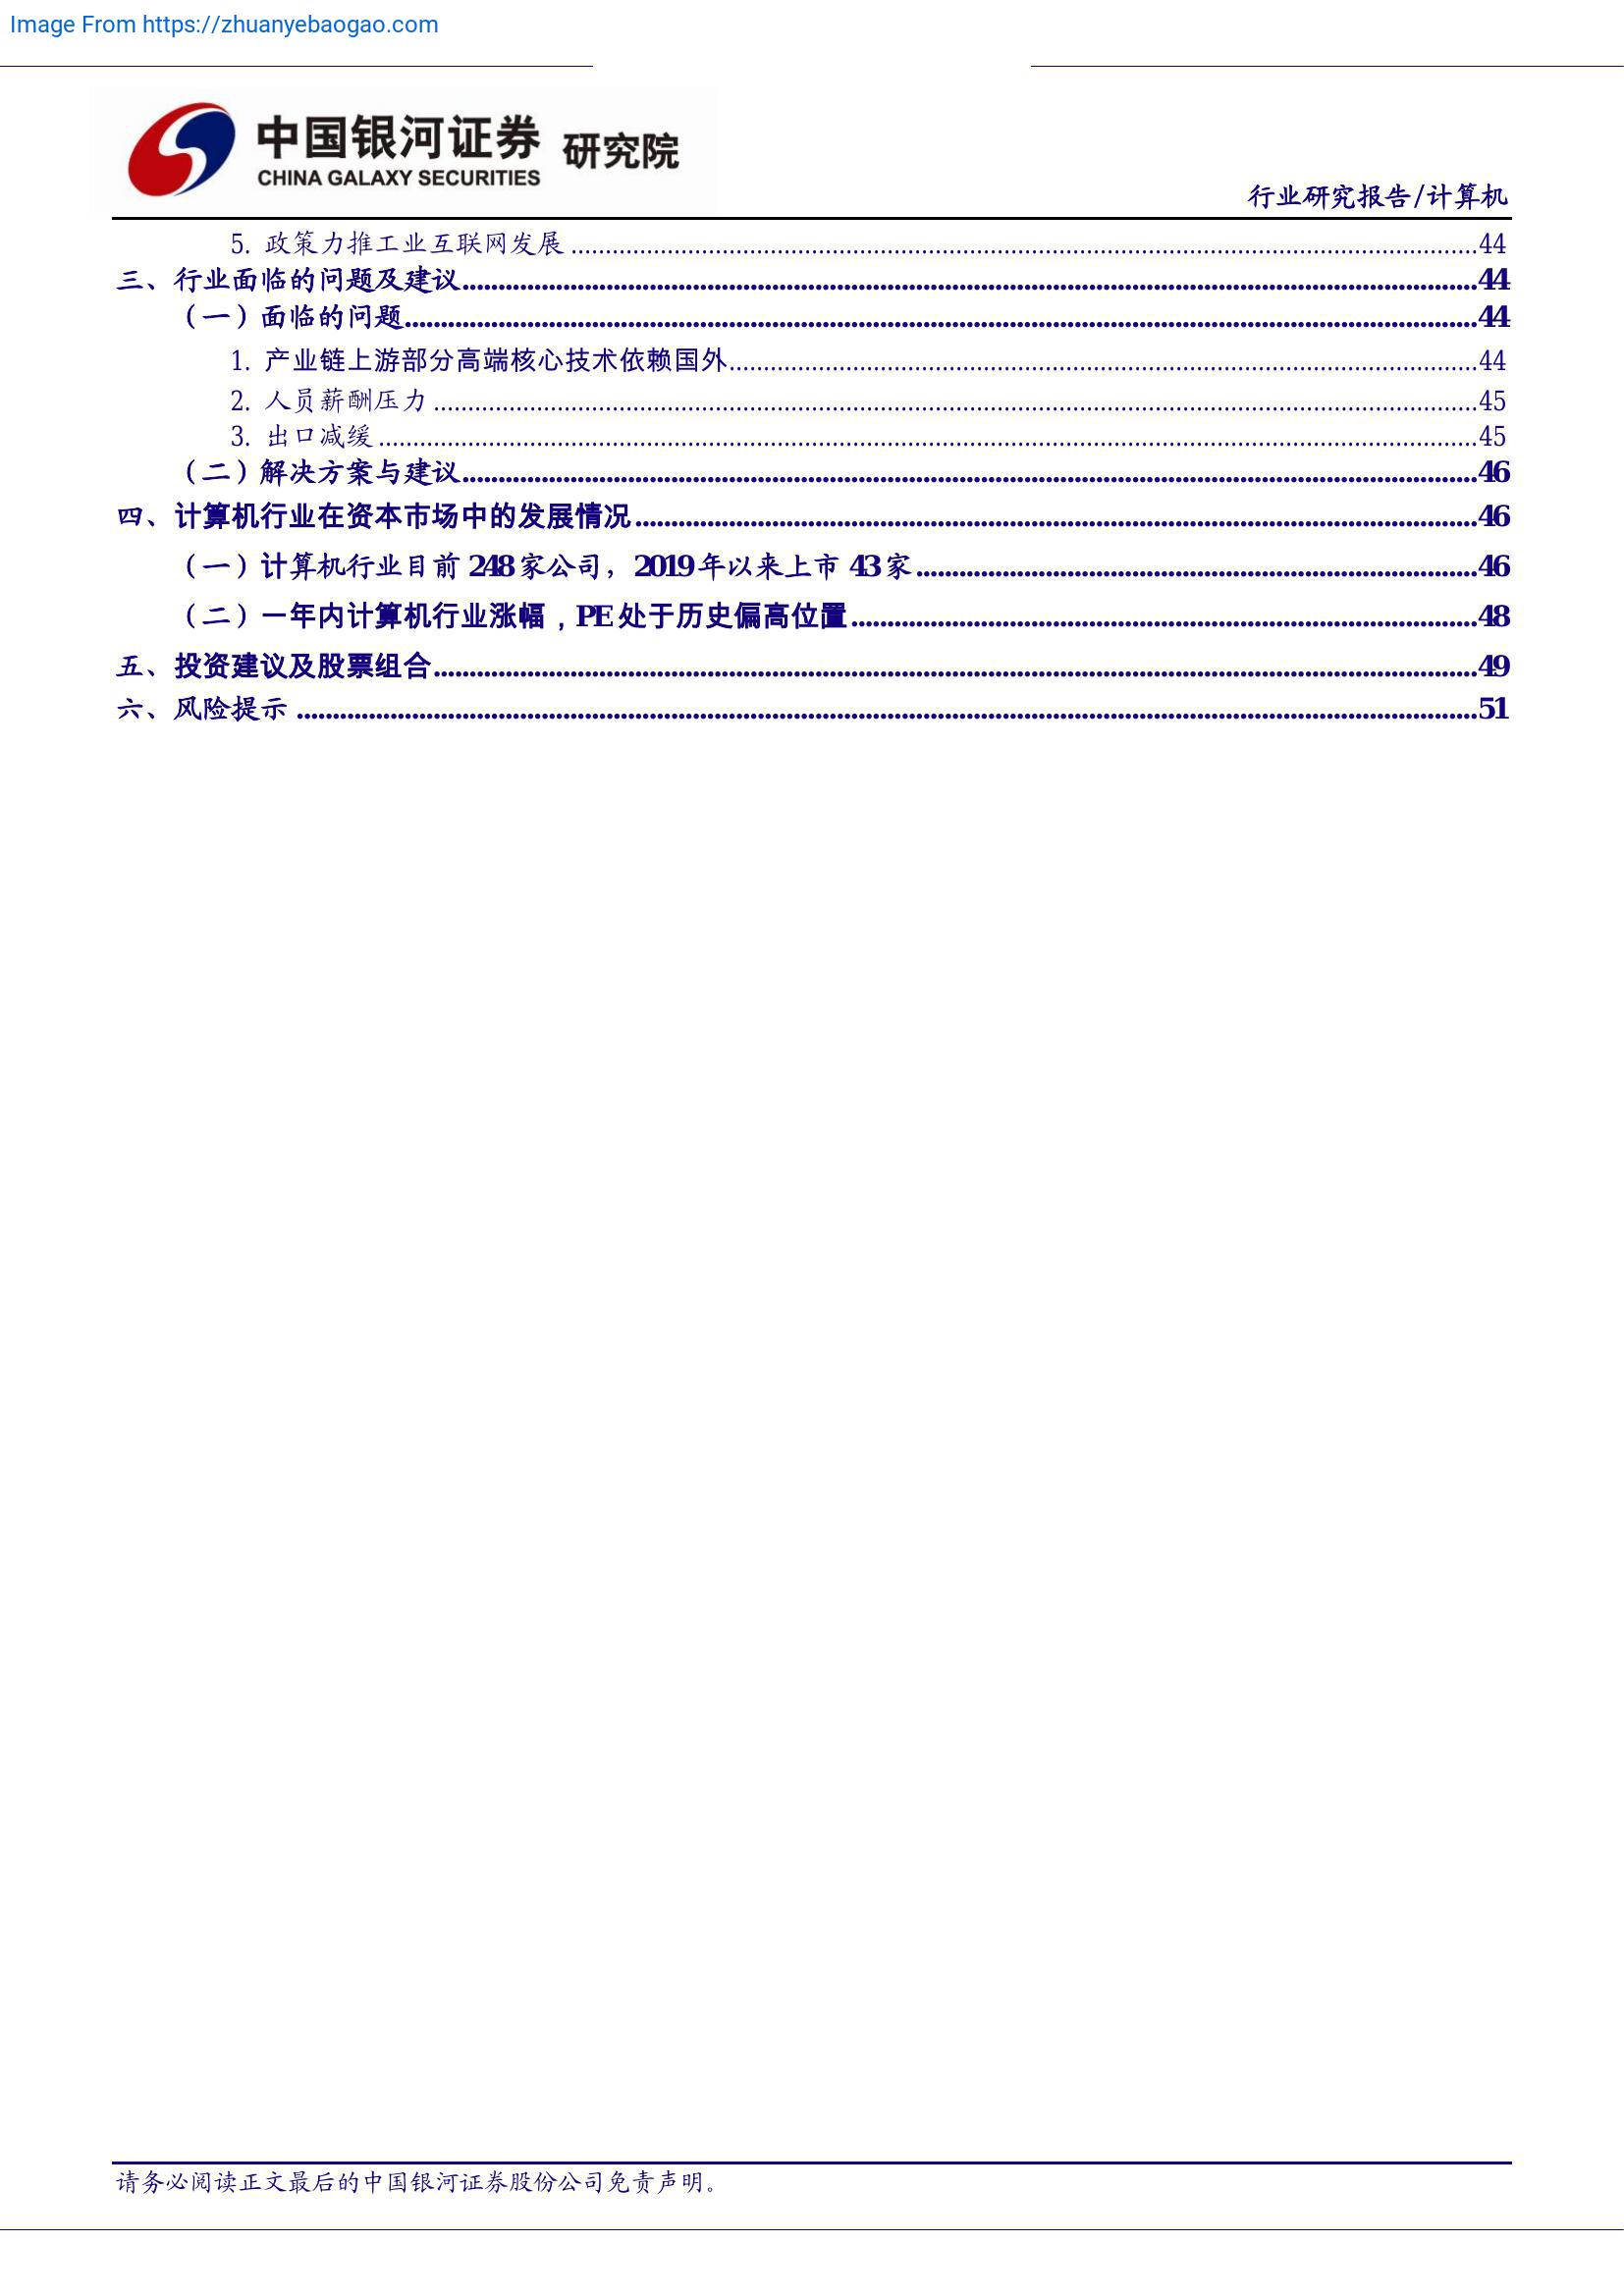 Image From https://zhuanyebaogao.com
中国银河证券 研究院
CHINA GALAXY SECURITIES
行业研究报告/计算机
5. 政策力推工业互联网发展 ........................................ 44
三、行业面临的问题及建议........................................ 44
（一）面临的问题........................................ 44
1. 产业链上游部分高端核心技术依赖国外........................................ 44
2. 人员薪酬压力 ........................................ 45
3. 出口减缓 ........................................ 45
（二）解决方案与建议........................................ 46
四、计算机行业在资本市场中的发展情况........................................ 46
（一）计算机行业目前 248 家公司，2019 年以来上市 43 家........................................ 46
（二）一年内计算机行业涨幅，PE 处于历史偏高位置........................................ 48
五、投资建议及股票组合........................................ 49
六、风险提示 ........................................ 51
请务必阅读正文最后的中国银河证券股份公司免责声明。